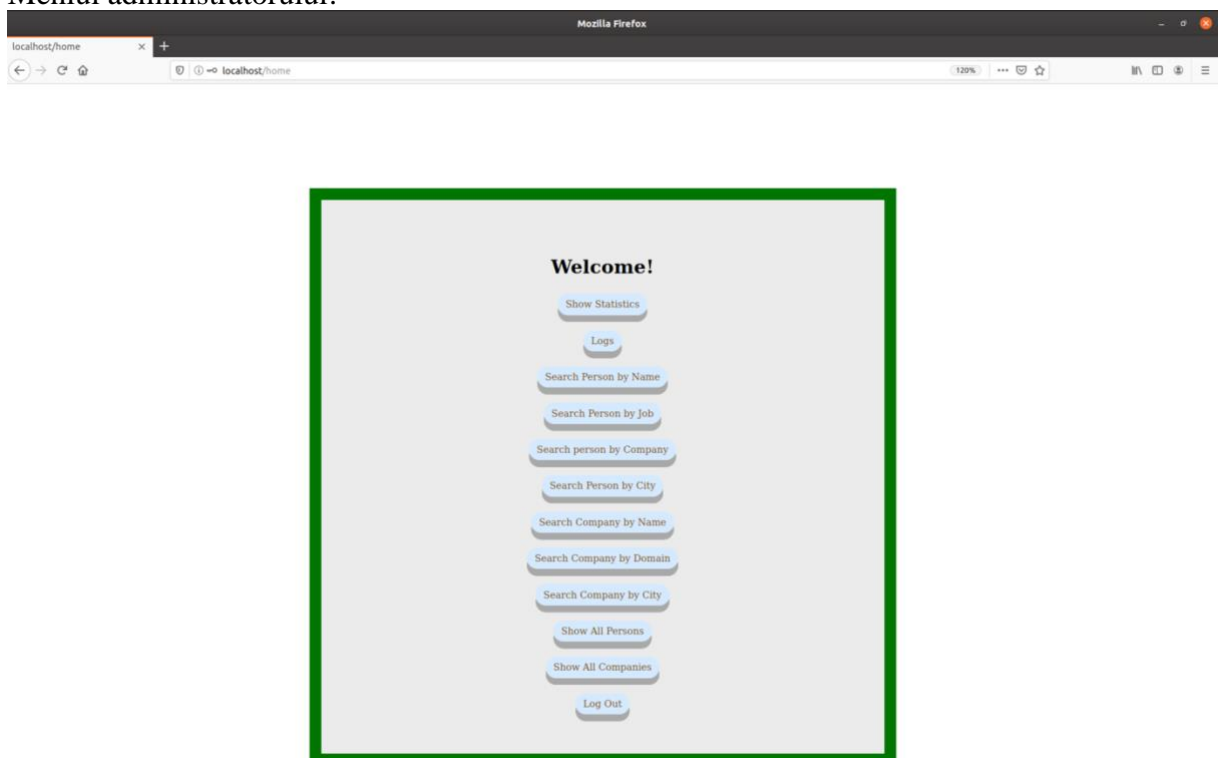 Meniul administratorului:
Mozilla Firefox
localhost/home
localhost/home
120%
Welcome!
Show Statistics
Logs
Search Person by Name
Search Person by Job
Search person by Company
Search Person by City
Search Company by Name
Search Company by Domain
Search Company by City
Show All Persons
Show All Companies
Log Out